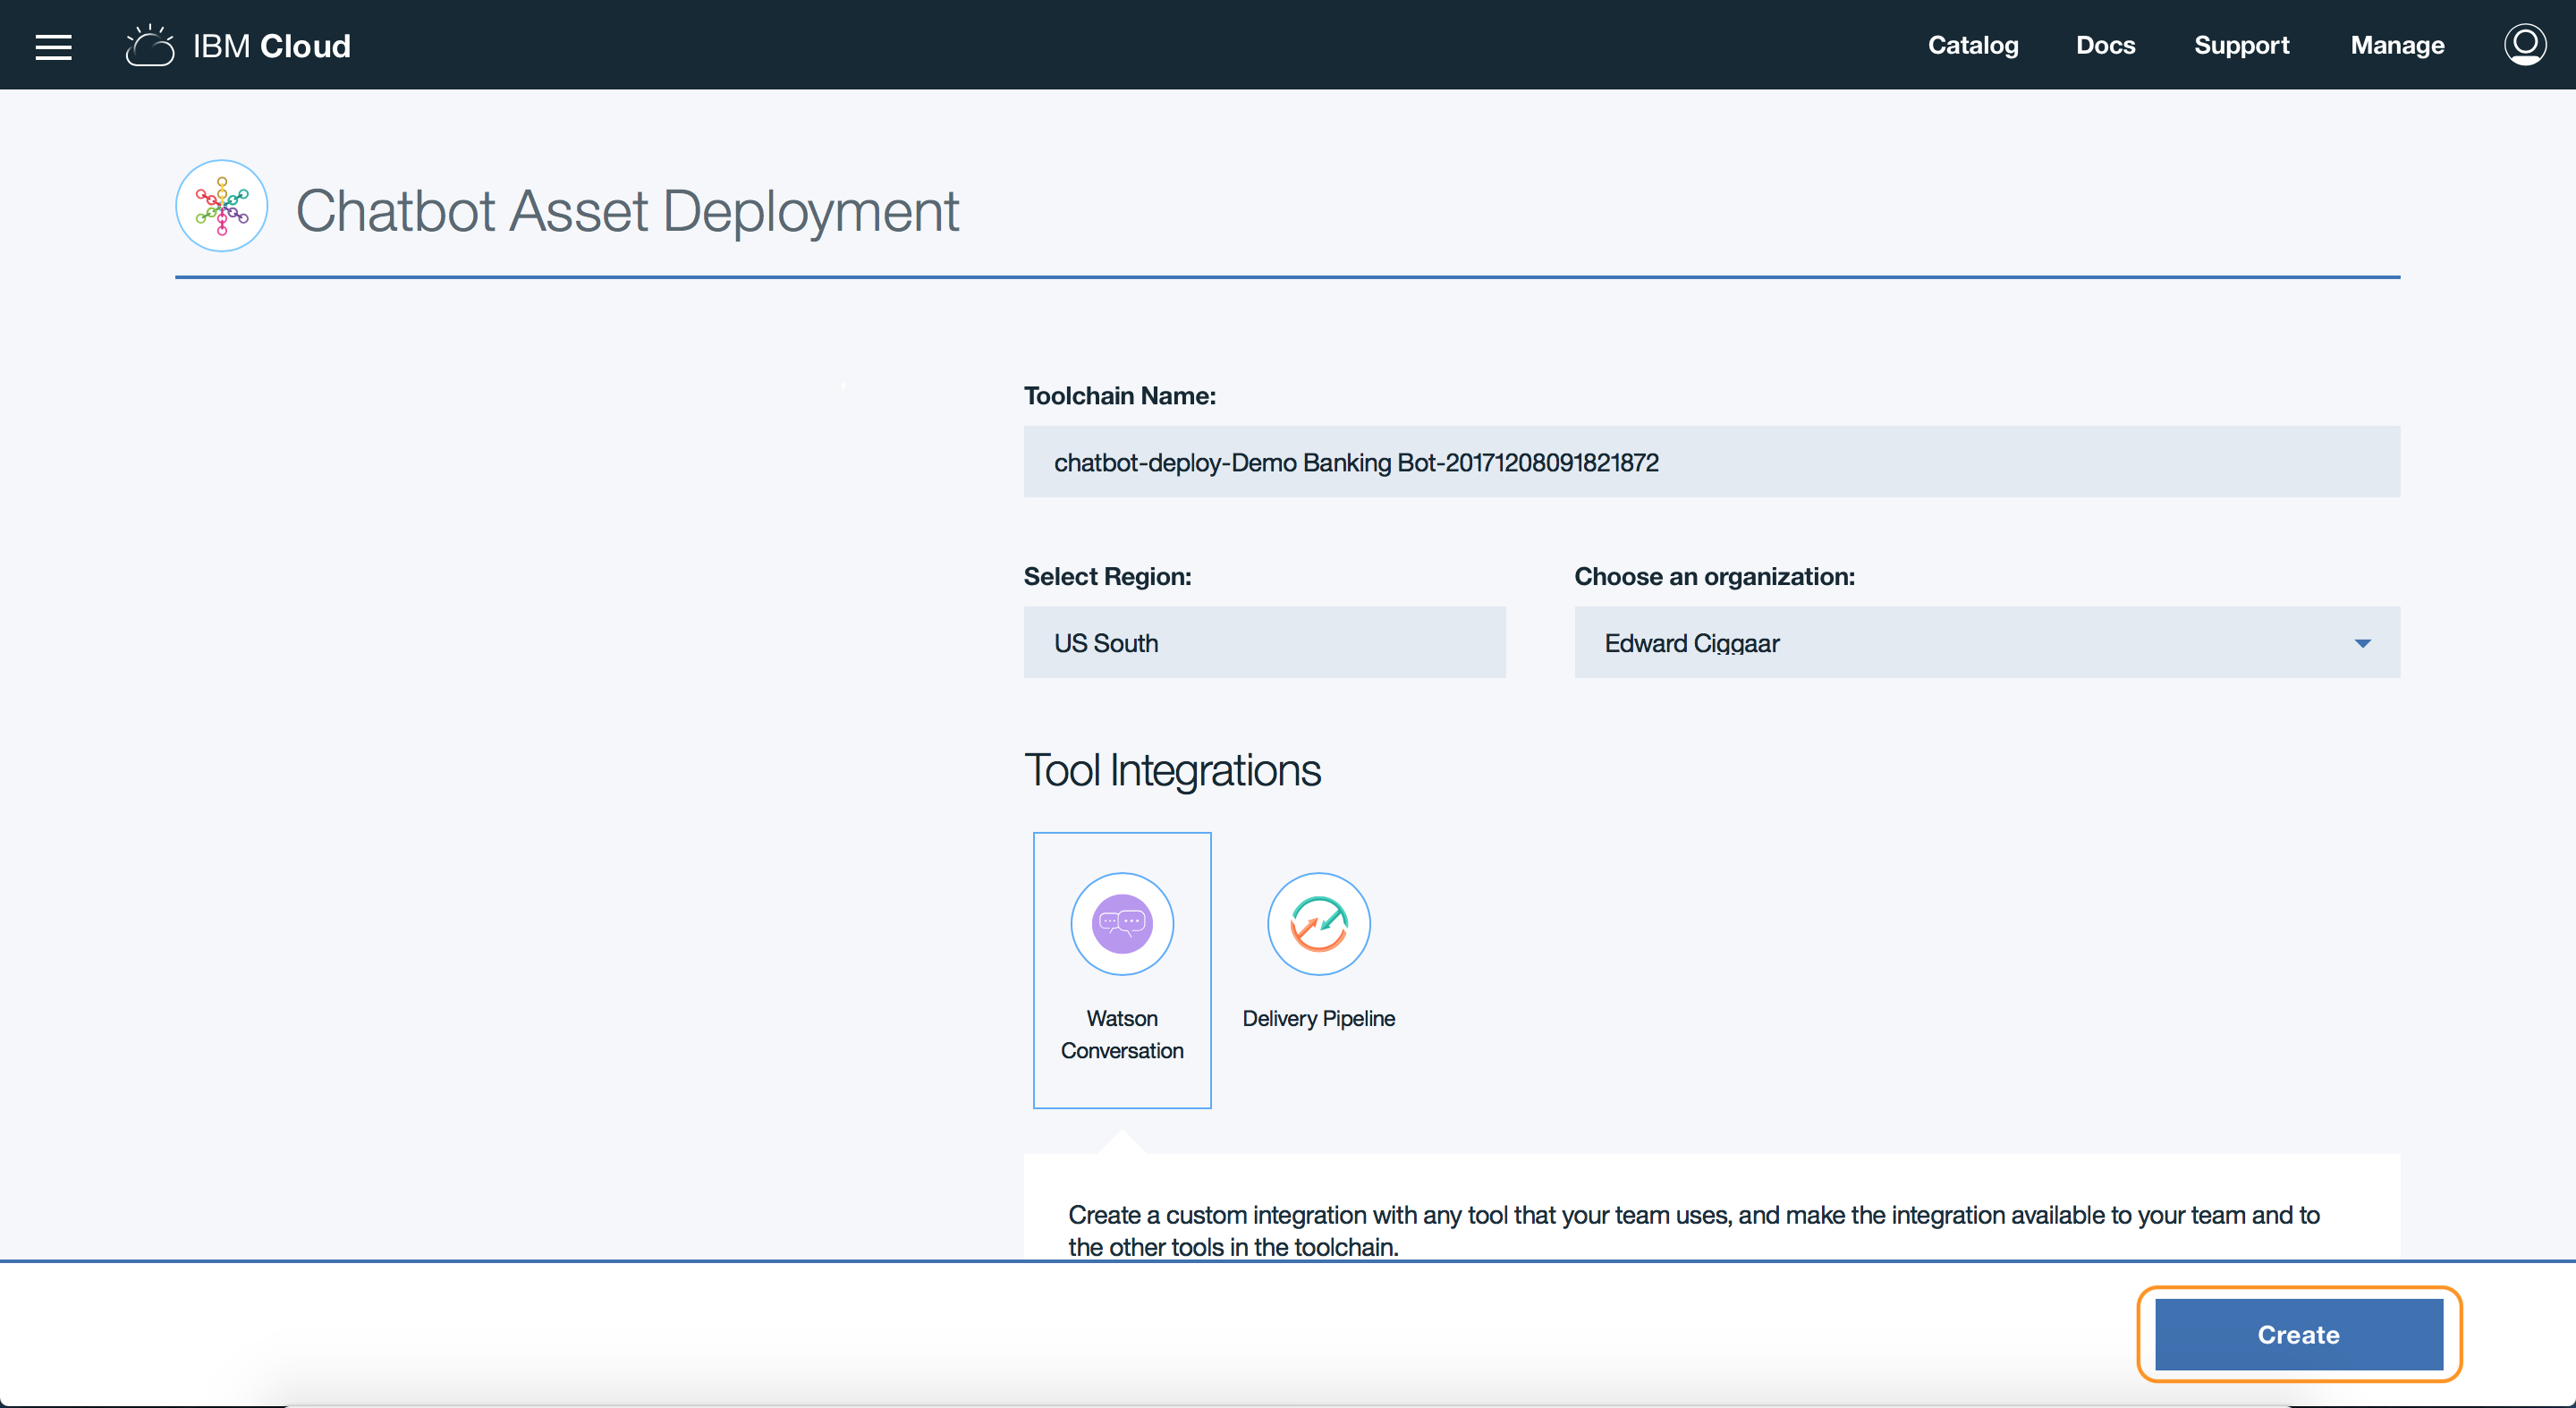 IBM Cloud
Catalog
Docs
Support
Manage
Chatbot Asset Deployment
Toolchain Name:
chatbot-deploy-Demo Banking Bot-20171208091821872
Select Region:
Choose an organization:
US South
Edward Ciggaar
Tool Integrations
Watson
Conversation
Delivery Pipeline
Create a custom integration with any tool that your team uses, and make the integration available to your team and to
the other tools in the toolchain.
Create